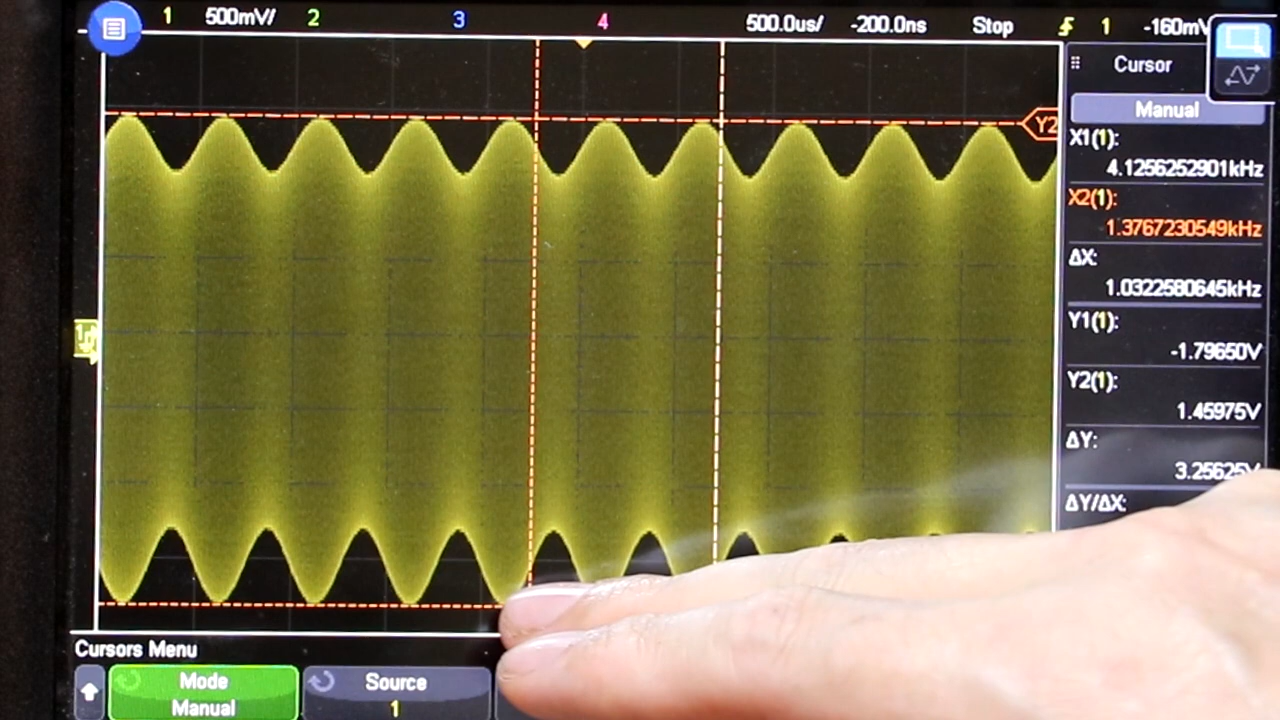 1 500mV/ 2 3 4 500.0us/ -200.0ns Stop 1 -160mV
Cursor
Manual
X1(1):
4.1256252901kHz
X2(1):
1.3767230549kHz
ΔX:
1.0322580645kHz
Y1(1):
-1.79650V
Y2(1):
1.45975V
ΔY:
3.25625V
ΔY/ΔX:
Y2
Cursors Menu
Mode
Manual
Source
1